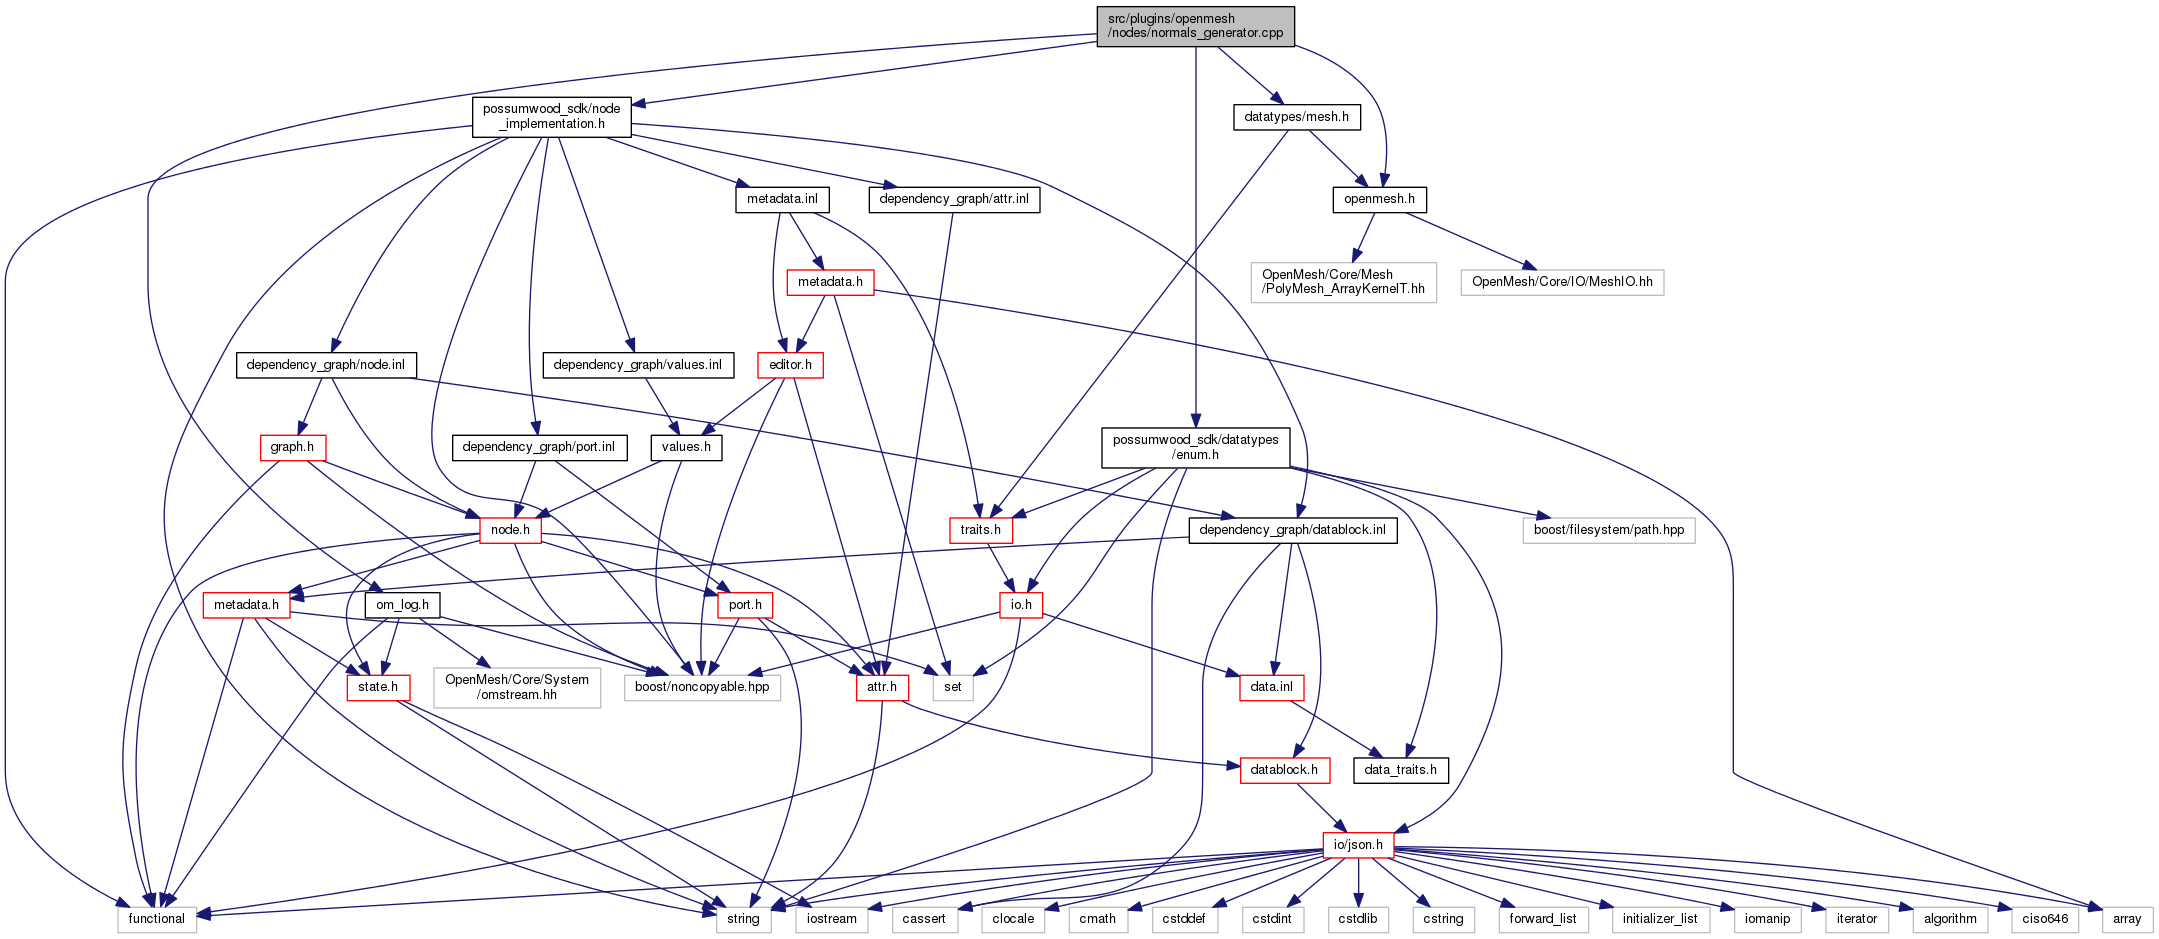 src/plugins/openmesh
/nodes/normals_generator.cpp
possumwood_sdk/node
_implementation.h
datatypes/mesh.h
metadata.inl
dependency_graph/attr.inl
openmesh.h
metadata.h
OpenMesh/Core/Mesh
/PolyMesh_ArrayKernelT.hh
OpenMesh/Core/IO/MeshIO.hh
dependency_graph/node.inl
dependency_graph/values.inl
editor.h
graph.h
dependency_graph/port.inl
values.h
possumwood_sdk/datatypes
/enum.h
node.h
traits.h
dependency_graph/datablock.inl
boost/filesystem/path.hpp
metadata.h
om_log.h
port.h
io.h
state.h
OpenMesh/Core/System
/omstream.hh
boost/noncopyable.hpp
attr.h
set
data.inl
datablock.h
data_traits.h
io/json.h
functional
string
iostream
cassert
clocale
cmath
cstddef
cstdint
cstdlib
cstring
forward_list
initializer_list
iomanip
iterator
algorithm
ciso646
array